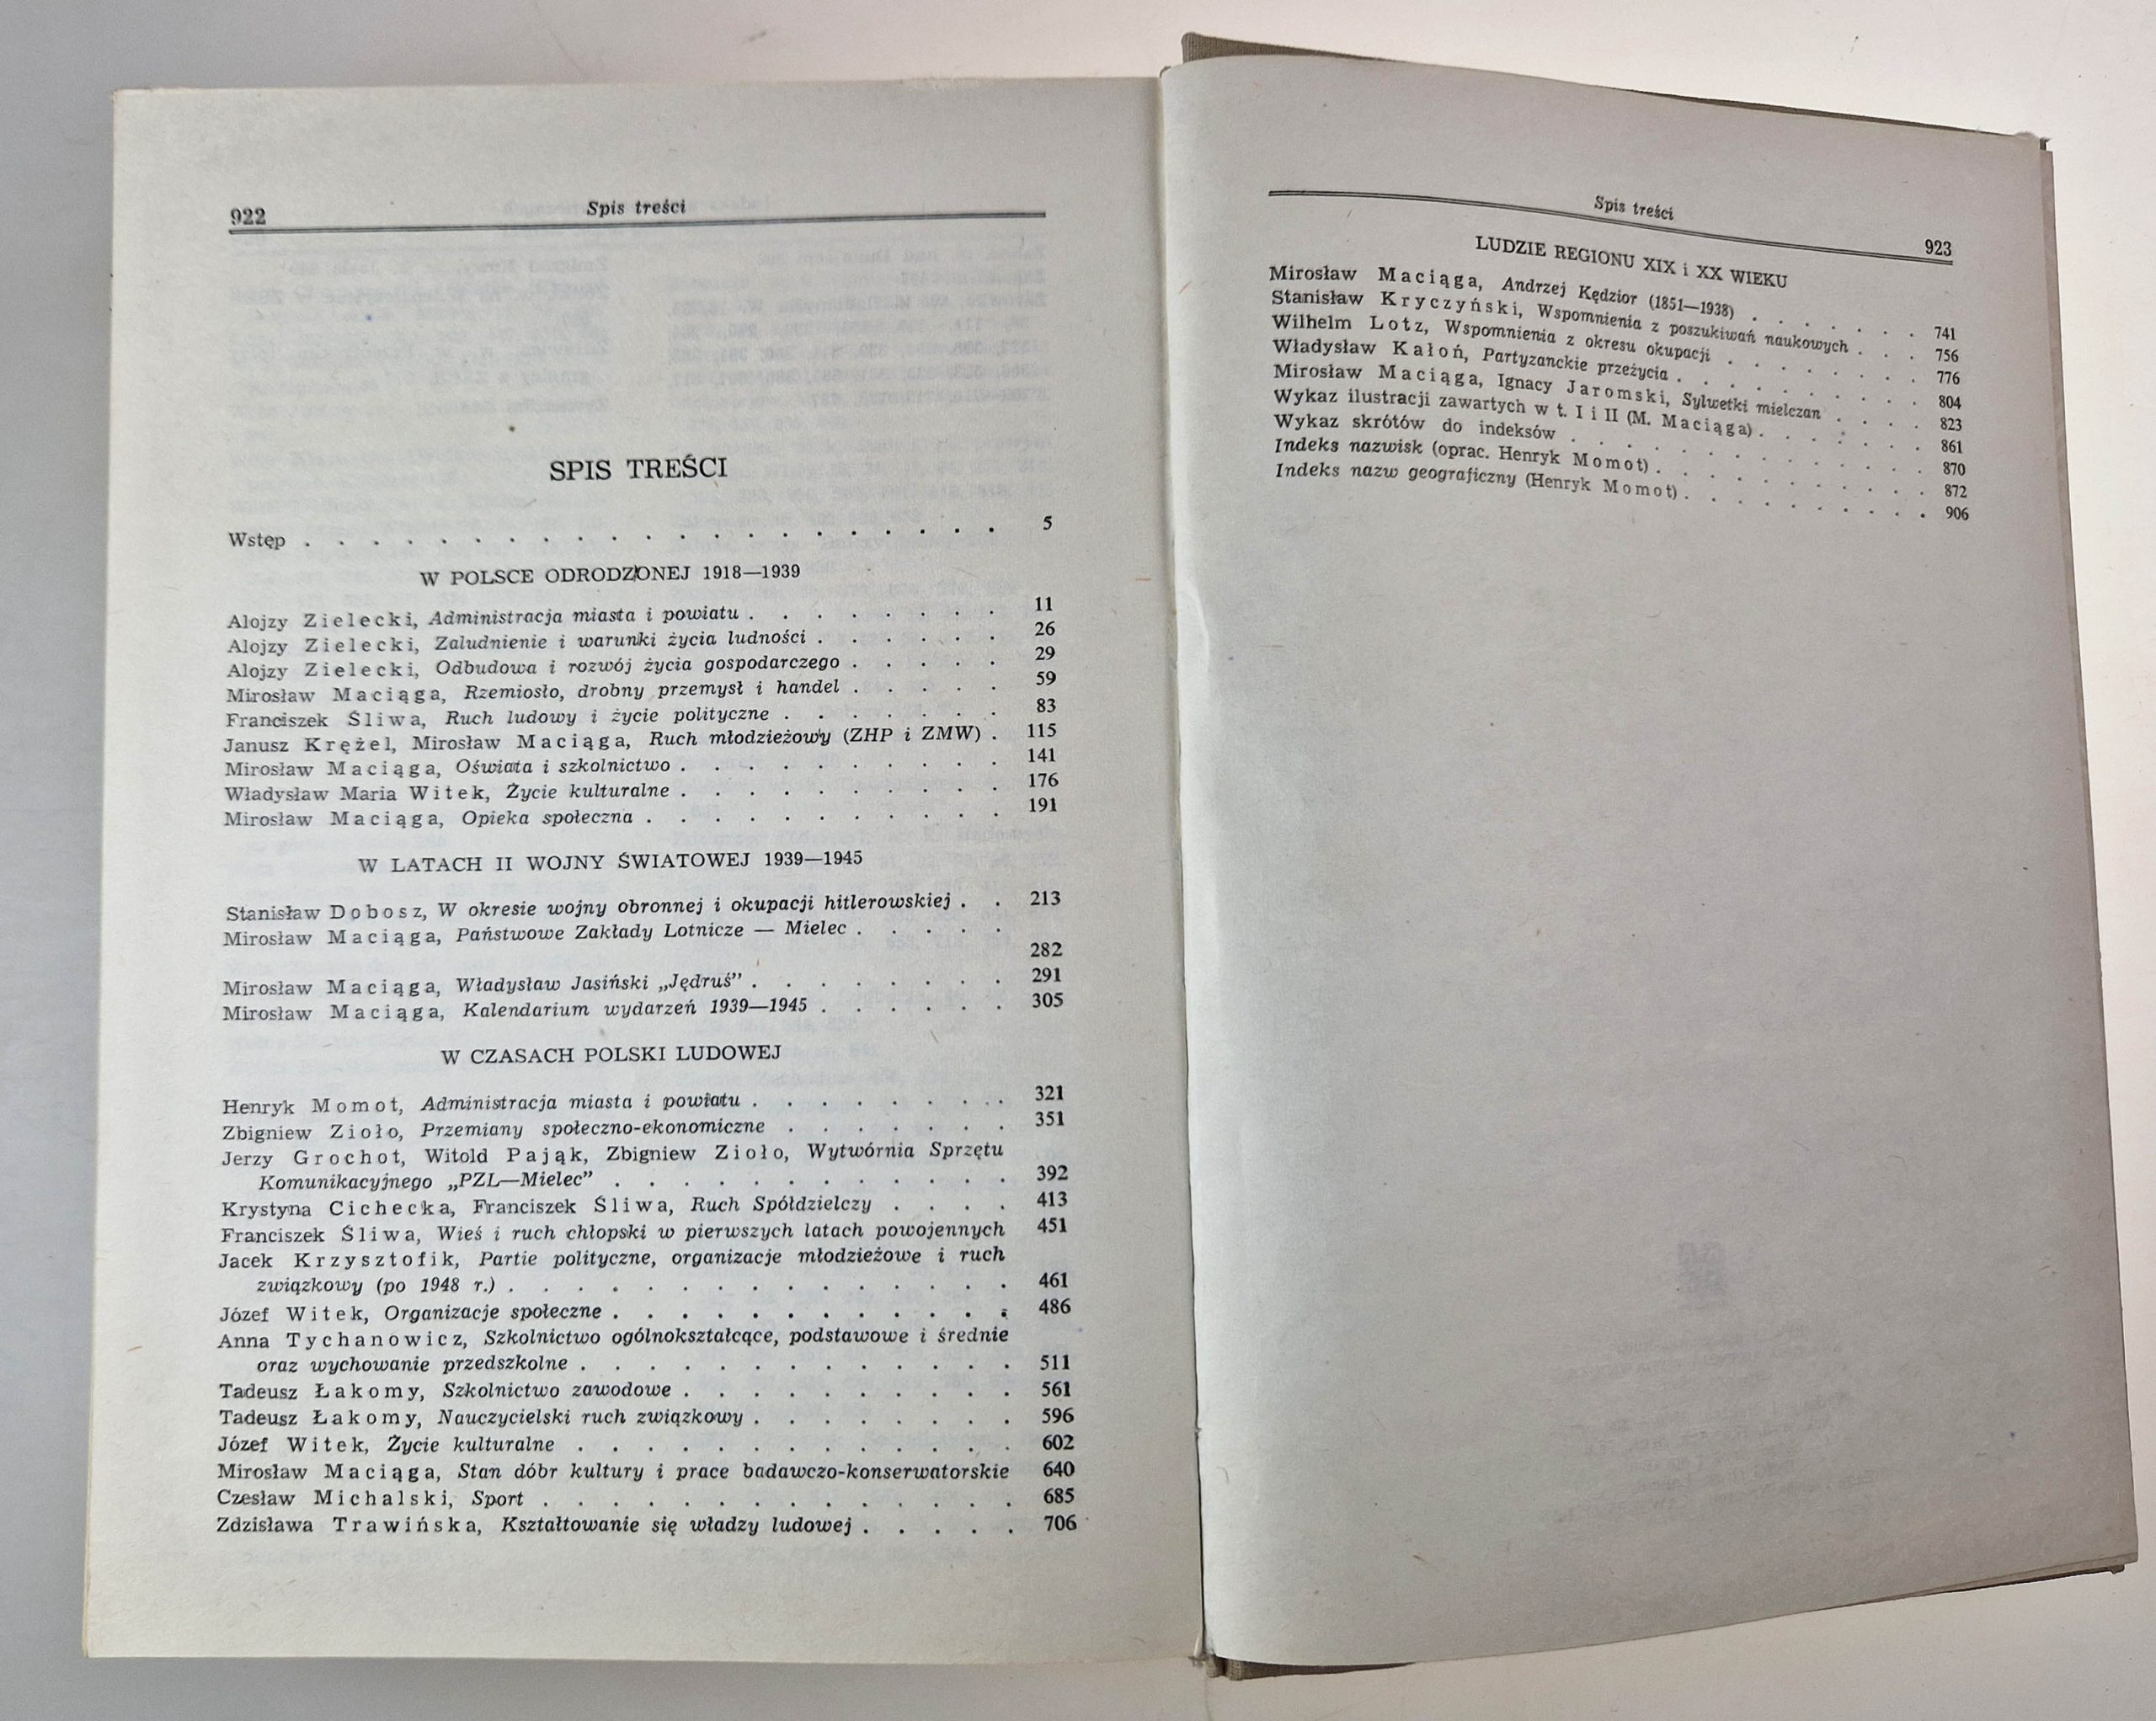 922
Spis treści
SPIS TREŚCI
Wstęp . . . . . . . . . . . . . . . . . . . . . 5
W POLSCE ODRODZONEJ 1918—1939
Alojzy Zielecki, Administracja miasta i powiatu . . . . . . . . 11
Alojzy Zielecki, Zaludnienie i warunki życia ludności . . . . . . 26
Alojzy Zielecki, Odbudowa i rozwój życia gospodarczego . . . . . 29
Mirosław Maciąga, Rzemiosło, drobny przemysł i handel . . . . . 59
Franciszek Śliwa, Ruch ludowy i życie polityczne . . . . . . . 83
Janusz Krężel, Mirosław Maciąga, Ruch młodzieżowy (ZHP i ZMW) . 115
Mirosław Maciąga, Oświata i szkolnictwo . . . . . . . . . . 141
Władysław Maria Witek, Życie kulturalne . . . . . . . . . . 176
Mirosław Maciąga, Opieka społeczna . . . . . . . . . . . 191
W LATACH II WOJNY ŚWIATOWEJ 1939—1945
Stanisław Dobosz, W okresie wojny obronnej i okupacji hitlerowskiej . . 213
Mirosław Maciąga, Państwowe Zakłady Lotnicze — Mielec . . . . .
282
Mirosław Maciąga, Władysław Jasiński „Jędruś” . . . . . . . . 291
Mirosław Maciąga, Kalendarium wydarzeń 1939—1945 . . . . . . 305
W CZASACH POLSKI LUDOWEJ
Henryk Momot, Administracja miasta i powiatu . . . . . . . . 321
Zbigniew Zioło, Przemiany społeczno-ekonomiczne . . . . . . . 351
Jerzy Grochot, Witold Pająk, Zbigniew Zioło, Wytwórnia Sprzętu
Komunikacyjnego „PZL—Mielec” . . . . . . . . . . . . 392
Krystyna Cichecka, Franciszek Śliwa, Ruch Spółdzielczy . . . . 413
Franciszek Śliwa, Wieś i ruch chłopski w pierwszych latach powojennych 451
Jacek Krzysztofik, Partie polityczne, organizacje młodzieżowe i ruch
związkowy (po 1948 r.) . . . . . . . . . . . . . . . 461
Józef Witek, Organizacje społeczne . . . . . . . . . . . . 486
Anna Tychanowicz, Szkolnictwo ogólnokształcące, podstawowe i średnie
oraz wychowanie przedszkolne . . . . . . . . . . . . . 511
Tadeusz Łakomy, Szkolnictwo zawodowe . . . . . . . . . . 561
Tadeusz Łakomy, Nauczycielski ruch związkowy . . . . . . . . 596
Józef Witek, Życie kulturalne . . . . . . . . . . . . . 602
Mirosław Maciąga, Stan dóbr kultury i prace badawczo-konserwatorskie 640
Czesław Michalski, Sport . . . . . . . . . . . . . . 685
Zdzisława Trawińska, Kształtowanie się władzy ludowej . . . . . 706
Spis treści
923
LUDZIE REGIONU XIX i XX WIEKU
Mirosław Maciąga, Andrzej Kędzior (1851—1938) . . . . . . 741
Stanisław Kryczyński, Wspomnienia z poszukiwań naukowych . . . 756
Wilhelm Lotz, Wspomnienia z okresu okupacji . . . . . . . 776
Władysław Kałoń, Partyzanckie przeżycia . . . . . . . . 804
Mirosław Maciąga, Ignacy Jaromski, Sylwetki mielczan . . . . 823
Wykaz ilustracji zawartych w t. I i II (M. Maciąga) . . . . . . 861
Wykaz skrótów do indeksów . . . . . . . . . . . 870
Indeks nazwisk (oprac. Henryk Momot) . . . . . . . . . 872
Indeks nazw geograficzny (Henryk Momot) . . . . . . . . . 906